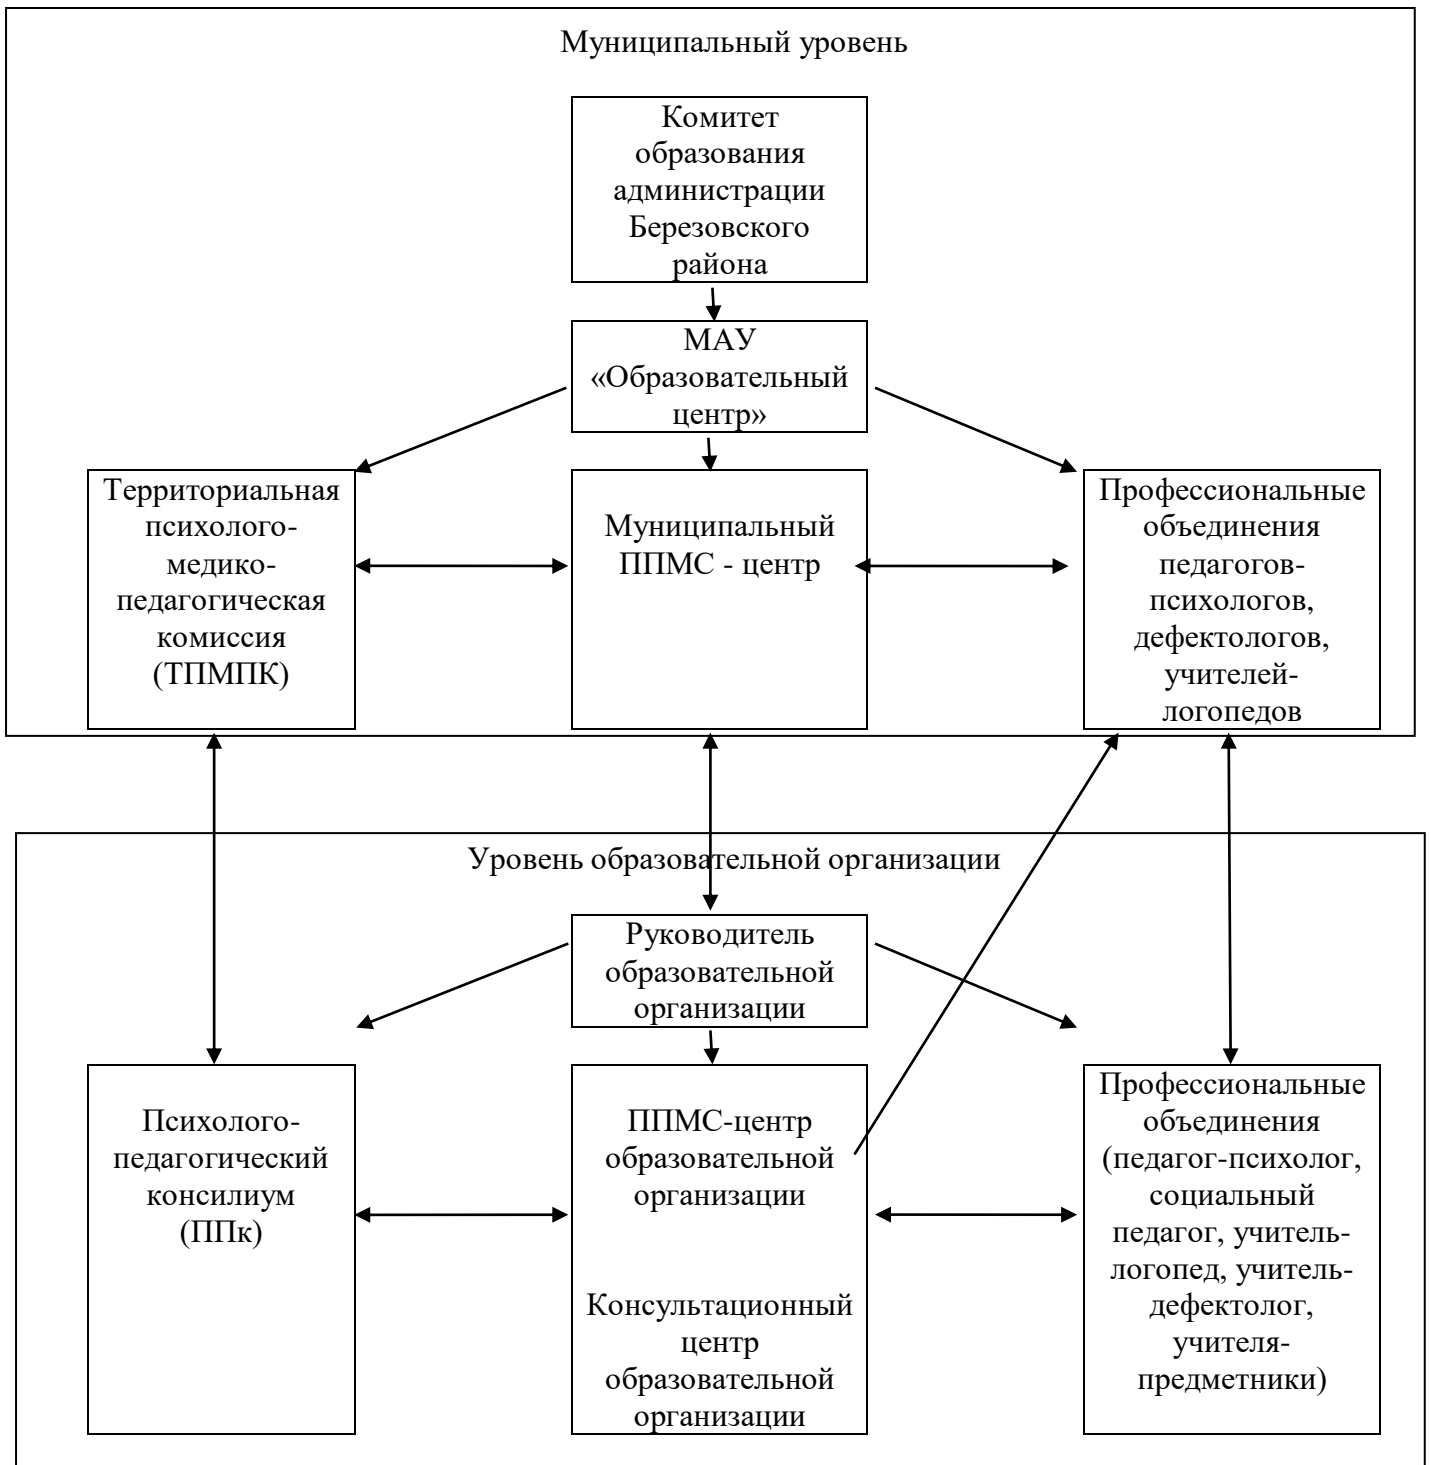 Муниципальный уровень
Комитет
образования
администрации
Березовского
района
МАУ
«Образовательный
центр»
Территориальная
психолого-
медико-
педагогическая
комиссия
(ТПМПК)
Муниципальный
ППМС - центр
Профессиональные
объединения
педагогов-
психологов,
дефектологов,
учителей-
логопедов
Уровень образовательной организации
Руководитель
образовательной
организации
Психолого-
педагогический
консилиум
(ППк)
ППМС-центр
образовательной
организации
Консультационный
центр
образовательной
организации
Профессиональные
объединения
(педагог-психолог,
социальный
педагог, учитель-
логопед, учитель-
дефектолог,
учителя-
предметники)